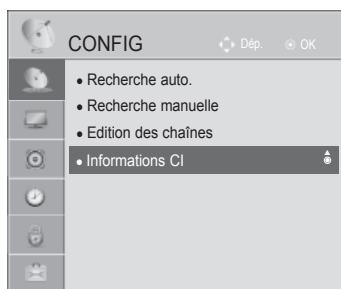 CONFIG
Dép. OK
• Recherche auto.
• Recherche manuelle
• Edition des chaînes
• Informations CI